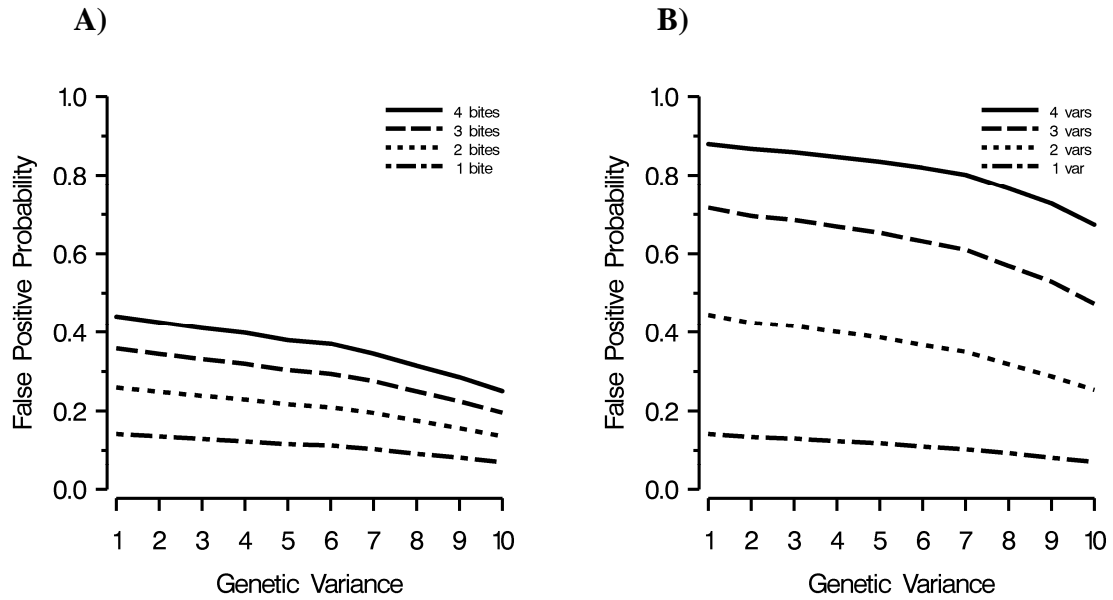 A)
1.0
0.8
0.6
0.4
0.2
0.0
False Positive Probability
4 bites
3 bites
2 bites
1 bite
1 2 3 4 5 6 7 8 9 10
Genetic Variance
B)
1.0
0.8
0.6
0.4
0.2
0.0
False Positive Probability
4 vars
3 vars
2 vars
1 var
1 2 3 4 5 6 7 8 9 10
Genetic Variance